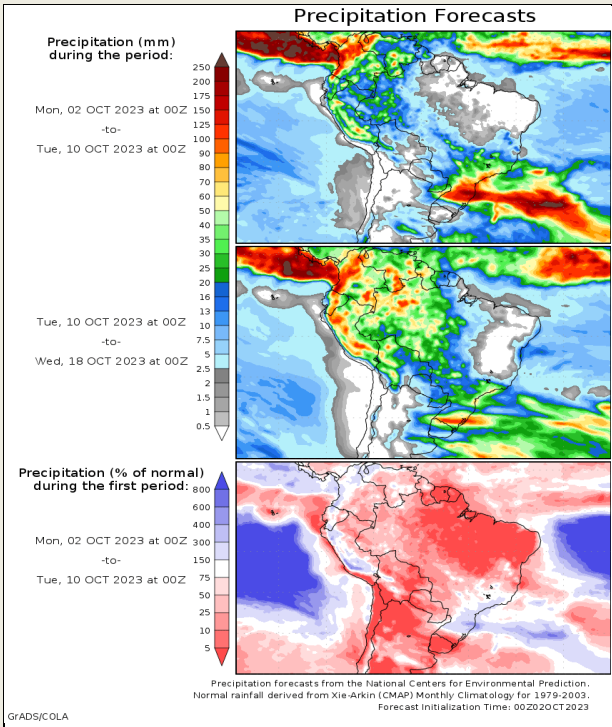 Precipitation Forecasts
Precipitation (mm)
during the period:
Mon, 02 OCT 2023 at 00Z
-to-
Tue, 10 OCT 2023 at 00Z
250
200
175
150
125
100
90
80
70
60
50
40
35
30
25
20
16
13
10
7.5
5
2.5
2
1.5
1
0.5
Tue, 10 OCT 2023 at 00Z
-to-
Wed, 18 OCT 2023 at 00Z
Precipitation (% of normal)
during the first period:
Mon, 02 OCT 2023 at 00Z
-to-
Tue, 10 OCT 2023 at 00Z
800
600
400
300
150
75
50
25
10
5
Precipitation forecasts from the National Centers for Environmental Prediction.
Normal rainfall derived from Xie-Arkin (CMAP) Monthly Climatology for 1979-2003.
Forecast Initialization Time: 00Z02OCT2023
GrADS/COLA